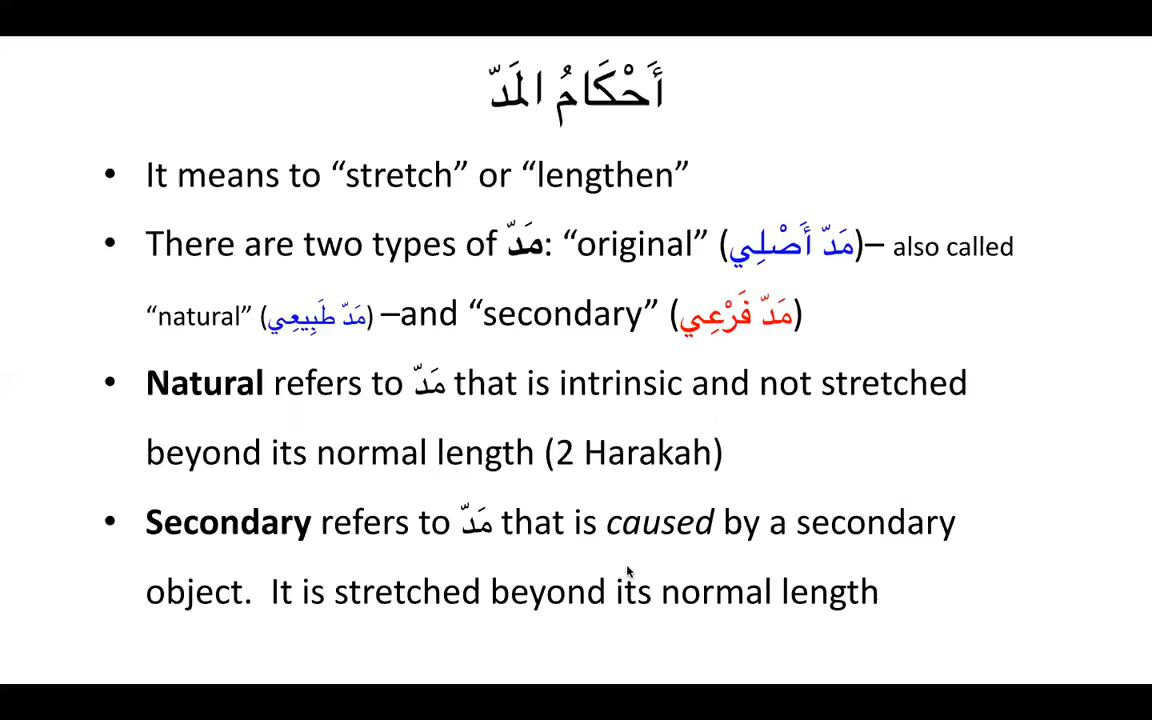 أَحْكَامُ المَدّ
• It means to “stretch” or “lengthen”
• There are two types of مَدّ: “original” (مَدّ أَصْلِي)– also called
“natural” (مَدّ طَبِيعِي) –and “secondary” (مَدّ فَرْعِي)
• Natural refers to مَدّ that is intrinsic and not stretched
beyond its normal length (2 Harakah)
• Secondary refers to مَدّ that is caused by a secondary
object.  It is stretched beyond its normal length